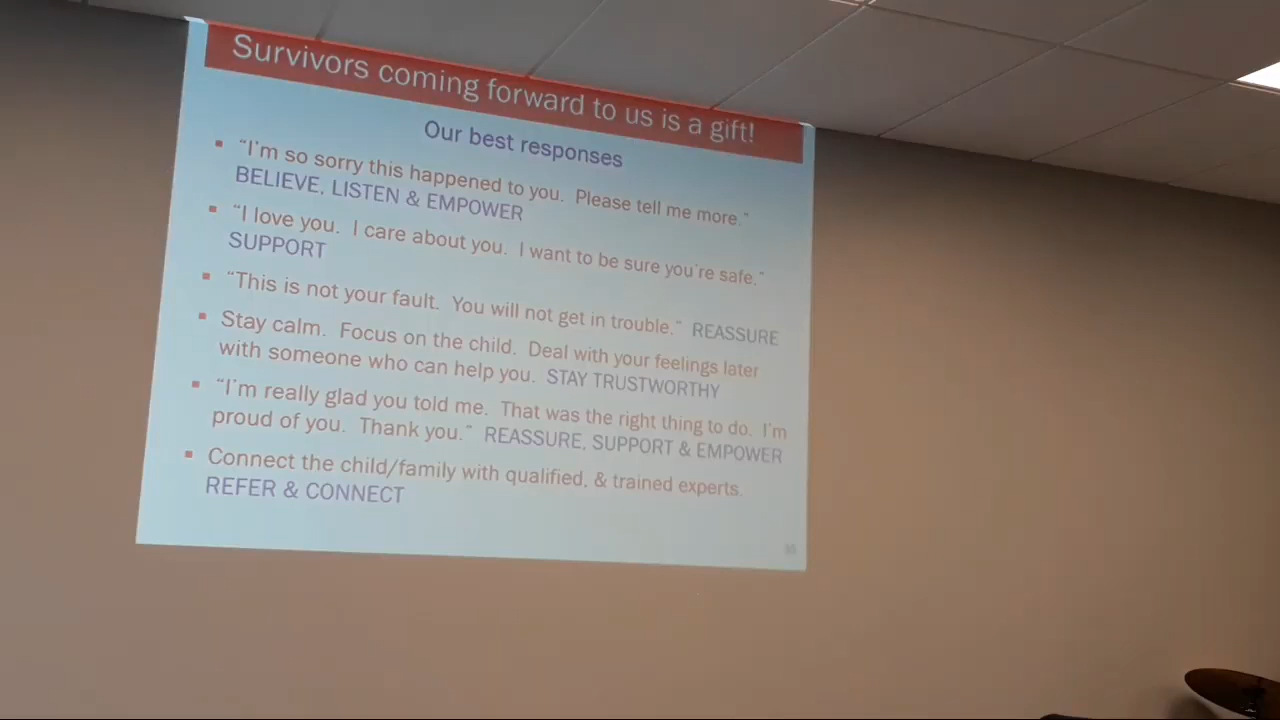 Survivors coming forward to us is a gift!
Our best responses
▪ "I'm so sorry this happened to you. Please tell me more."
BELIEVE, LISTEN & EMPOWER
▪ "I love you. I care about you. I want to be sure you're safe."
SUPPORT
▪ "This is not your fault. You will not get in trouble." REASSURE
▪ Stay calm. Focus on the child. Deal with your feelings later
with someone who can help you. STAY TRUSTWORTHY
▪ "I'm really glad you told me. That was the right thing to do. I'm
proud of you. Thank you." REASSURE, SUPPORT & EMPOWER
▪ Connect the child/family with qualified, & trained experts.
REFER & CONNECT